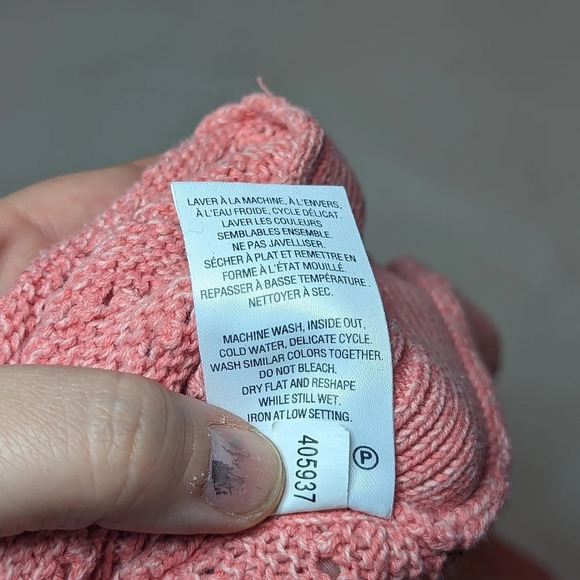 LAVER À LA MACHINE, À L'ENVERS,
À L'EAU FROIDE, CYCLE DÉLICAT.
LAVER LES COULEURS
SEMBLABLES ENSEMBLE.
NE PAS JAVELLISER.
SÉCHER À PLAT ET REMETTRE EN
FORME À L'ÉTAT MOUILLÉ.
REPASSER À BASSE TEMPÉRATURE.
NETTOYER À SEC.
MACHINE WASH, INSIDE OUT,
COLD WATER, DELICATE CYCLE.
WASH SIMILAR COLORS TOGETHER.
DO NOT BLEACH.
DRY FLAT AND RESHAPE
WHILE STILL WET.
IRON AT LOW SETTING.
405937
P